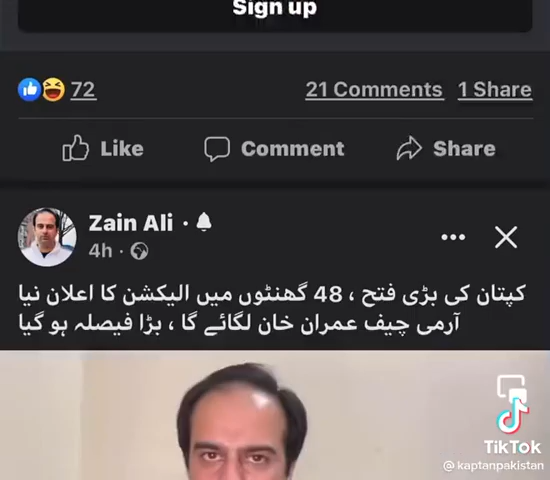 Sign up
72
21 Comments 1 Share
Like Comment Share
Zain Ali ·
4h ·
کپتان کی بڑی فتح ، 48 گھنٹوں میں الیکشن کا اعلان نیا
آرمی چیف عمران خان لگائے گا ، بڑا فیصلہ ہو گیا
TikTok
@kaptanpakistan